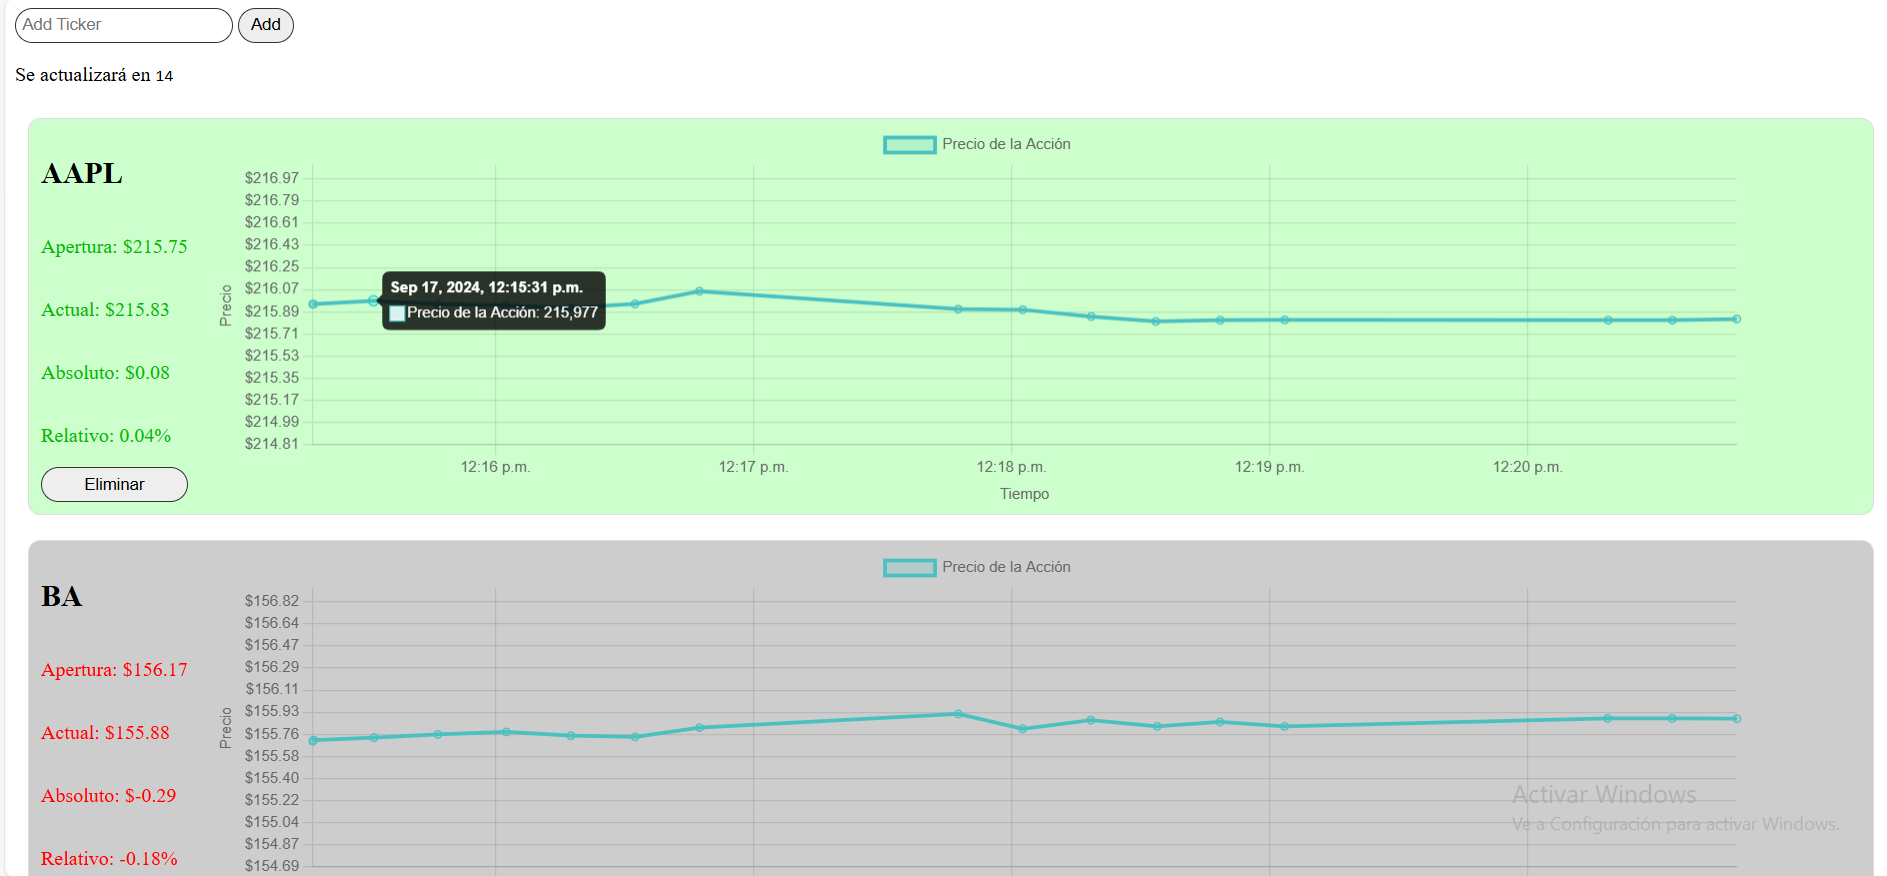 Add Ticker Add
Se actualizará en 14
AAPL
Apertura: $215.75
Actual: $215.83
Absoluto: $0.08
Relativo: 0.04%
Eliminar
Precio de la Acción
Precio
$216.97
$216.79
$216.61
$216.43
$216.25
$216.07
$215.89
$215.71
$215.53
$215.35
$215.17
$214.99
$214.81
Sep 17, 2024, 12:15:31 p.m.
Precio de la Acción: 215,977
12:16 p.m. 12:17 p.m. 12:18 p.m. 12:19 p.m. 12:20 p.m.
Tiempo
BA
Apertura: $156.17
Actual: $155.88
Absoluto: $-0.29
Relativo: -0.18%
Precio de la Acción
Precio
$156.82
$156.64
$156.47
$156.29
$156.11
$155.93
$155.76
$155.58
$155.40
$155.22
$155.04
$154.87
$154.69
Activar Windows
Ve a Configuración para activar Windows.